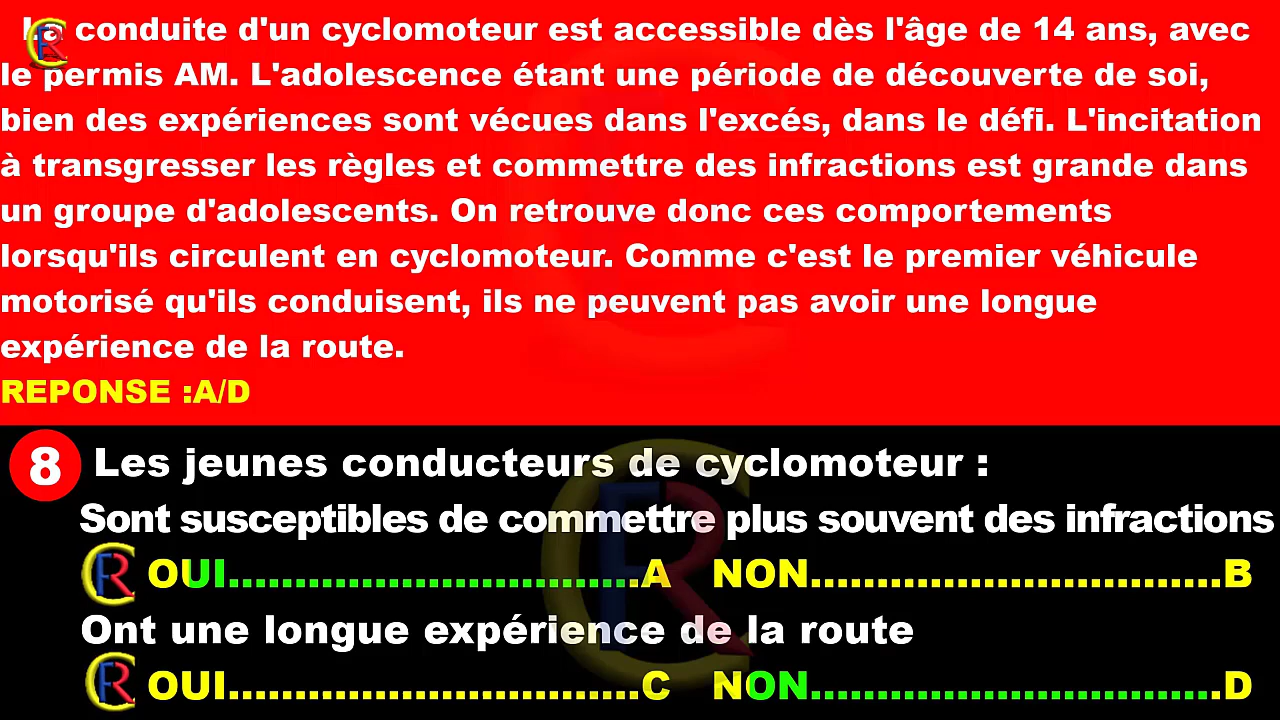 La conduite d'un cyclomoteur est accessible dès l'âge de 14 ans, avec
le permis AM. L'adolescence étant une période de découverte de soi,
bien des expériences sont vécues dans l'excés, dans le défi. L'incitation
à transgresser les règles et commettre des infractions est grande dans
un groupe d'adolescents. On retrouve donc ces comportements
lorsqu'ils circulent en cyclomoteur. Comme c'est le premier véhicule
motorisé qu'ils conduisent, ils ne peuvent pas avoir une longue
expérience de la route.
REPONSE :A/D
8 Les jeunes conducteurs de cyclomoteur :
Sont susceptibles de commettre plus souvent des infractions
OUI...............................A NON...............................B
Ont une longue expérience de la route
OUI...............................C NON...............................D